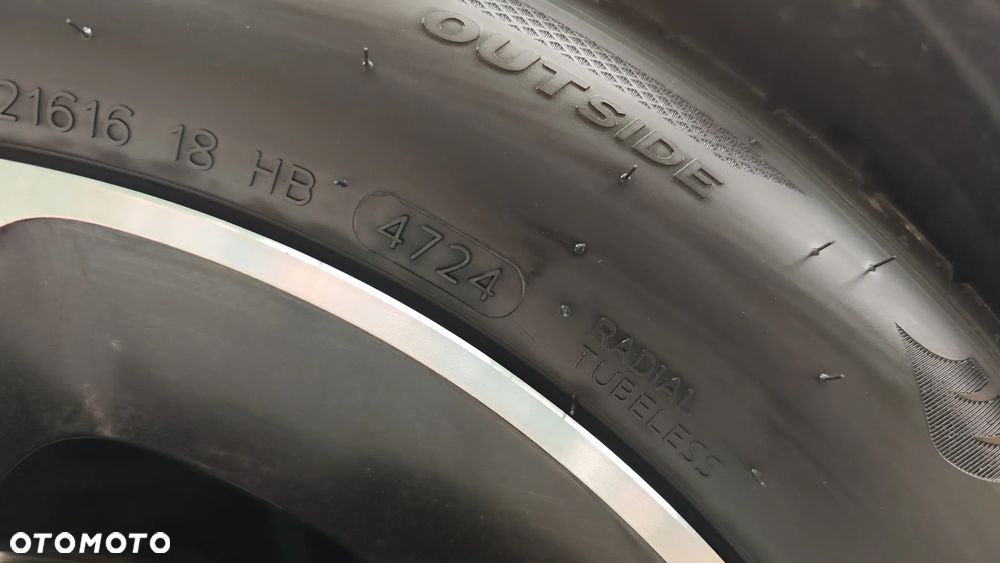 OUTSIDE
21616 18 HB 4724
RADIAL
TUBELESS
OTOMOTO